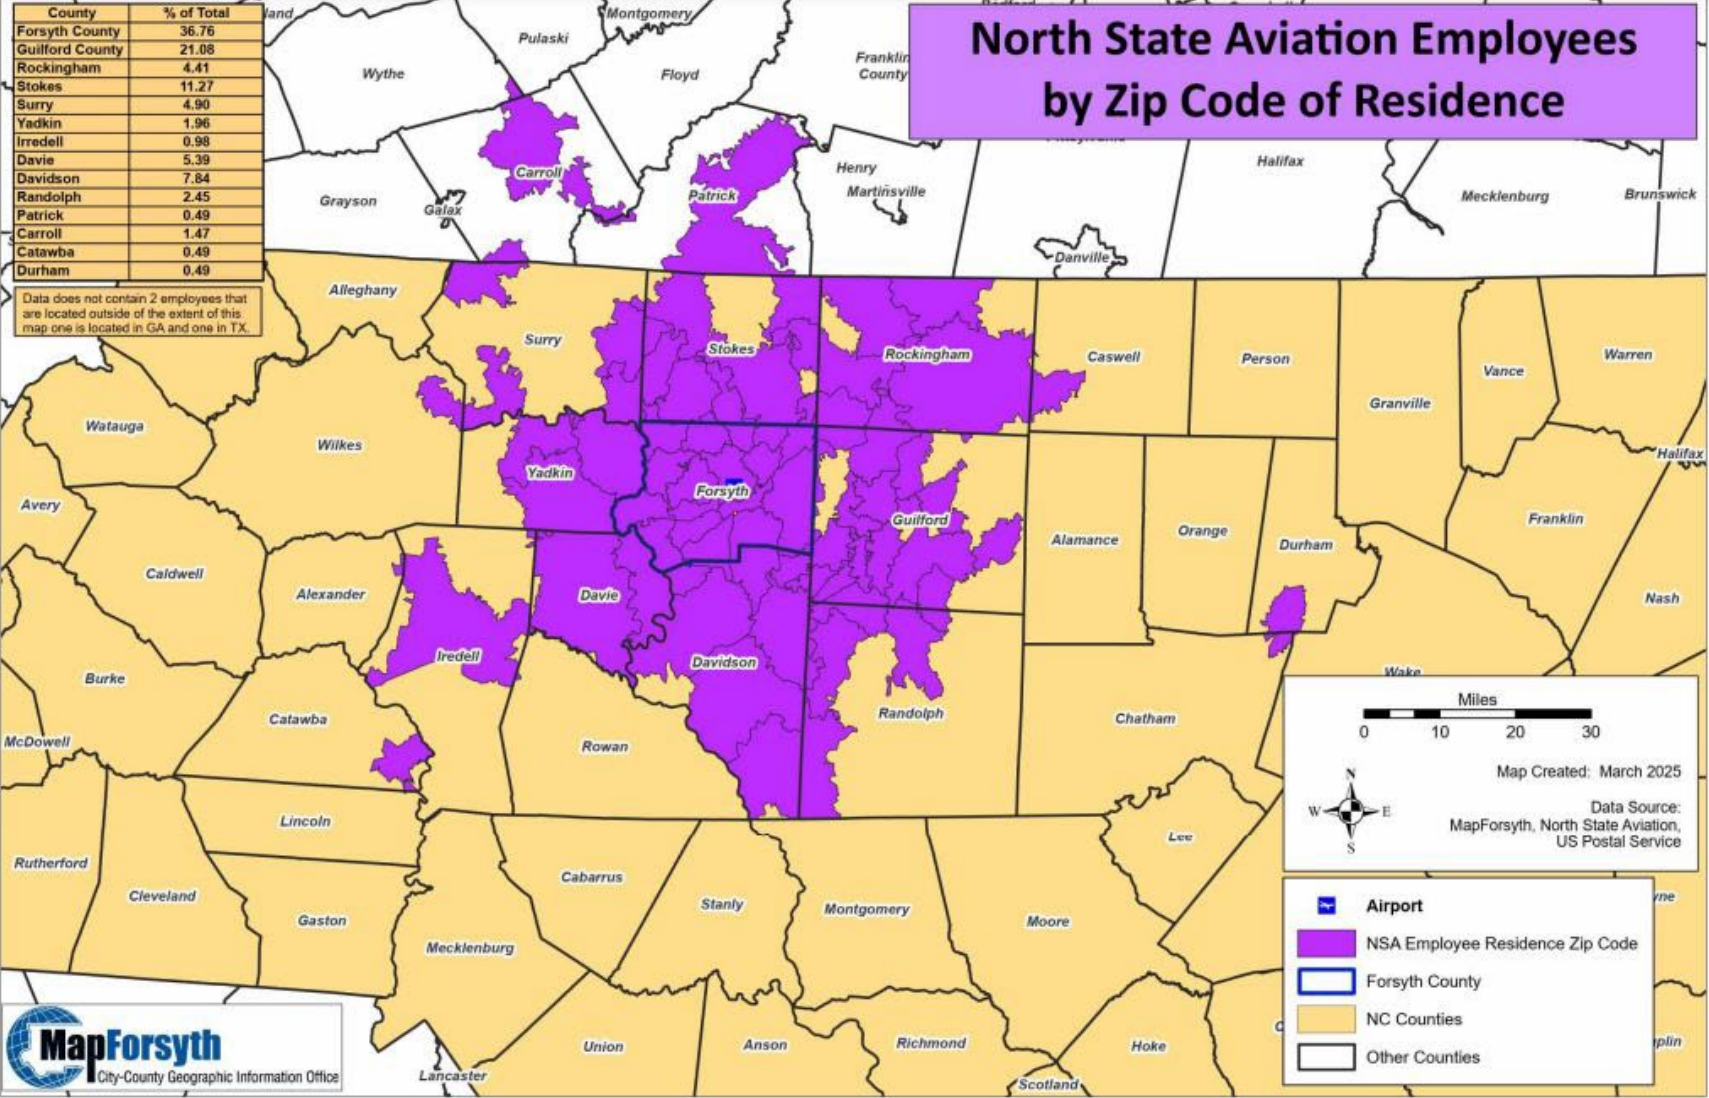 North State Aviation Employees
by Zip Code of Residence
County % of Total
Forsyth County 36.76
Guilford County 21.08
Rockingham 4.41
Stokes 11.27
Surry 4.90
Yadkin 1.96
Irredell 0.98
Davie 5.39
Davidson 7.84
Randolph 2.45
Patrick 0.49
Carroll 1.47
Catawba 0.49
Durham 0.49
Data does not contain 2 employees that
are located outside of the extent of this
map one is located in GA and one in TX.
Montgomery
Pulaski
Wythe
Floyd
Franklin
County
Carroll
Grayson
Galax
Patrick
Henry
Martinsville
Halifax
Mecklenburg
Brunswick
Danville
Alleghany
Surry
Stokes
Rockingham
Caswell
Person
Granville
Vance
Warren
Halifax
Watauga
Wilkes
Yadkin
Forsyth
Guilford
Alamance
Orange
Durham
Franklin
Nash
Avery
Caldwell
Alexander
Iredell
Davie
Davidson
Randolph
Chatham
Wake
Burke
McDowell
Catawba
Rowan
Lincoln
Rutherford
Cleveland
Gaston
Mecklenburg
Cabarrus
Stanly
Montgomery
Moore
Lee
Union
Anson
Richmond
Scotland
Hoke
Lancaster
Miles
0 10 20 30
N
W E
S
Map Created: March 2025
Data Source:
MapForsyth, North State Aviation,
US Postal Service
Airport
NSA Employee Residence Zip Code
Forsyth County
NC Counties
Other Counties
MapForsyth
City-County Geographic Information Office